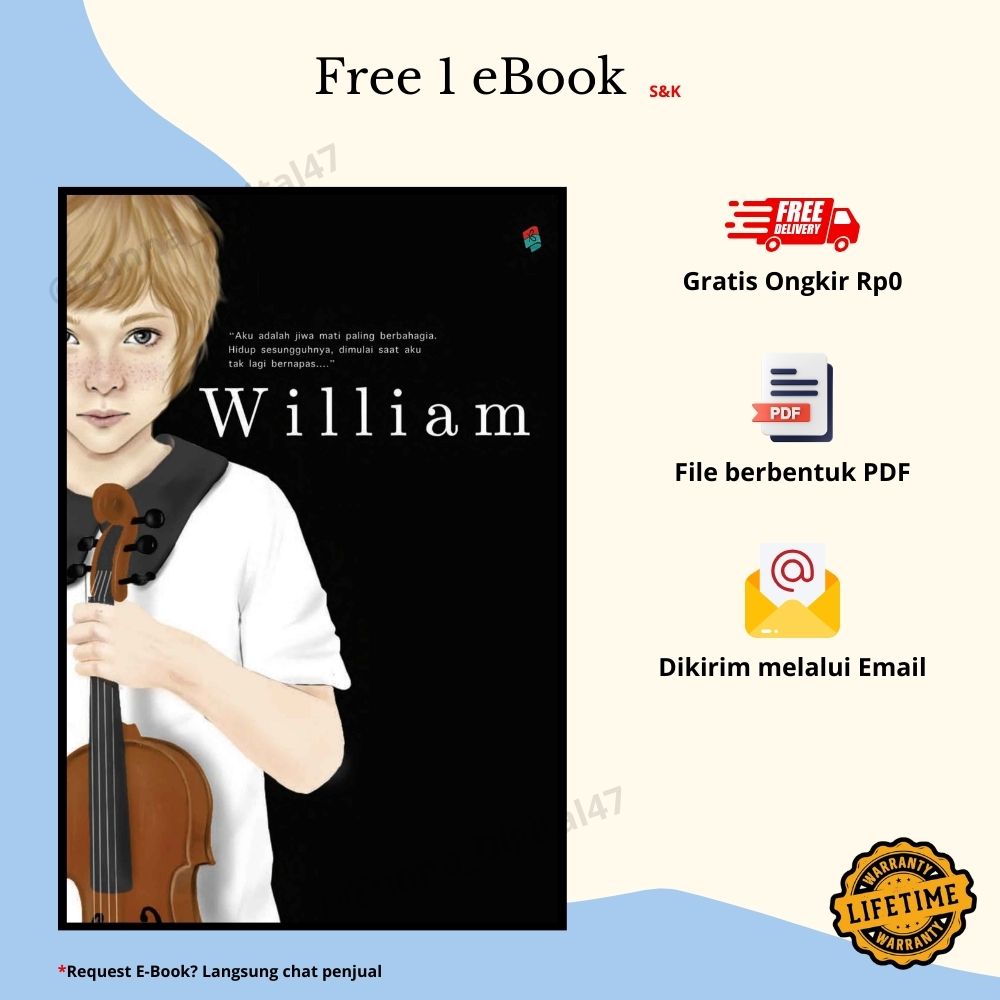 Free 1 eBook S&K
tal47
“Aku adalah jiwa mati paling berbahagia.
Hidup sesungguhnya, dimulai saat aku
tak lagi bernapas....”
William
FREE
DELIVERY
Gratis Ongkir Rp0
PDF
File berbentuk PDF
@
Dikirim melalui Email
al47
WARRANTY
LIFETIME
WARRANTY
*Request E-Book? Langsung chat penjual